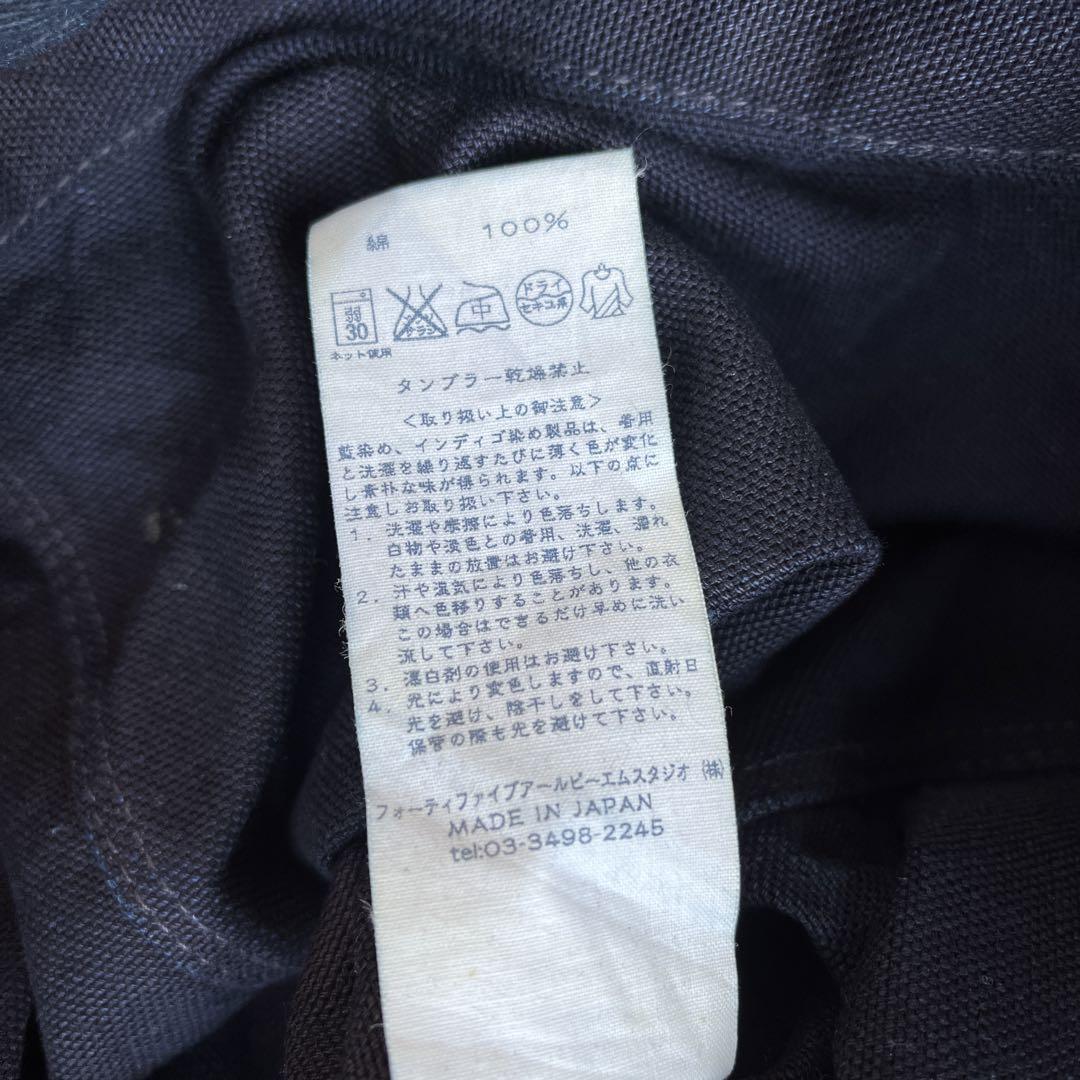 綿 100%
弱
30
中
ドライ
セキユ系
ネット使用
タンブラー乾燥禁止
<取り扱い上の御注意>
藍染め、インディゴ染め製品は、着用
と洗濯を繰り返すたびに薄く色が変化
し素朴な味が得られます。以下の点に
注意しお取り扱い下さい。
1. 洗濯や摩擦により色落ちします。
白物や淡色との着用、洗濯、濡れ
たままの放置はお避け下さい。
2. 汗や湿気により色落ちし、他の衣
類へ色移りすることがあります。
この場合はできるだけ早めに洗い
流して下さい。
3. 漂白剤の使用はお避け下さい。
4. 光により変色しますので、直射日
光を避け、陰干しをして下さい。
保管の際も光を避けて下さい。
フォーティファイブアールピーエムスタジオ(株)
MADE IN JAPAN
tel:03-3498-2245